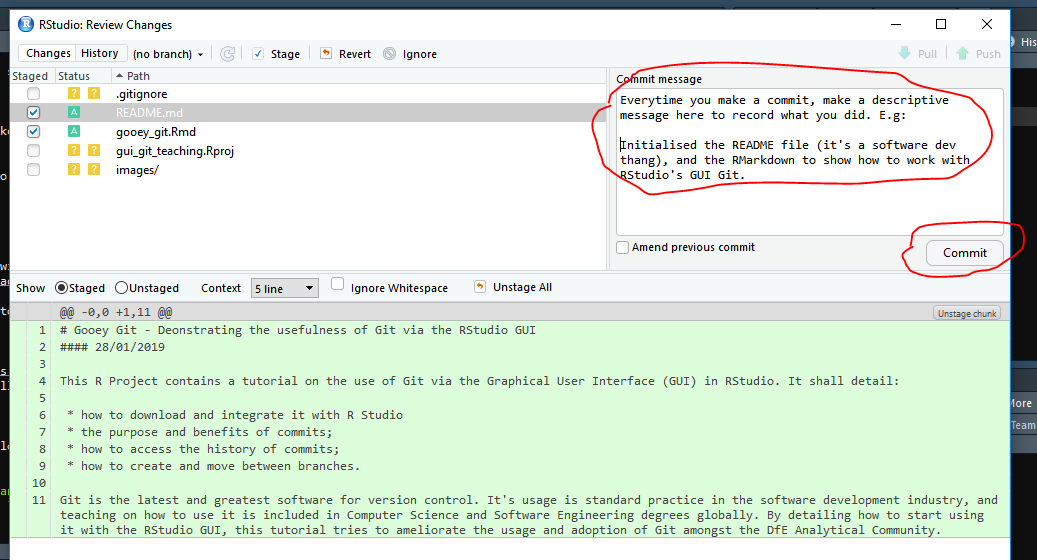 RStudio: Review Changes
Changes History (no branch) Stage Revert Ignore Pull Push
His
Staged Status Path
? ? .gitignore
A README.md
A gooey_git.Rmd
? ? gui_git_teaching.Rproj
? ? images/
Commit message
Everytime you make a commit, make a descriptive
message here to record what you did. E.g:
Initialised the README file (it's a software dev
thang), and the RMarkdown to show how to work with
RStudio's GUI Git.
Amend previous commit
Commit
Show Staged Unstaged Context 5 line Ignore Whitespace Unstage All
@@ -0,0 +1,11 @@ Unstage chunk
1 # Gooey Git - Deonstrating the usefulness of Git via the RStudio GUI
2 #### 28/01/2019
3
4 This R Project contains a tutorial on the use of Git via the Graphical User Interface (GUI) in RStudio. It shall detail:
5
6 * how to download and integrate it with R Studio
7 * the purpose and benefits of commits;
8 * how to access the history of commits;
9 * how to create and move between branches.
10
11 Git is the latest and greatest software for version control. It's usage is standard practice in the software development industry, and
teaching on how to use it is included in Computer Science and Software Engineering degrees globally. By detailing how to start using
it with the RStudio GUI, this tutorial tries to ameliorate the usage and adoption of Git amongst the DfE Analytical Community.
More
Team